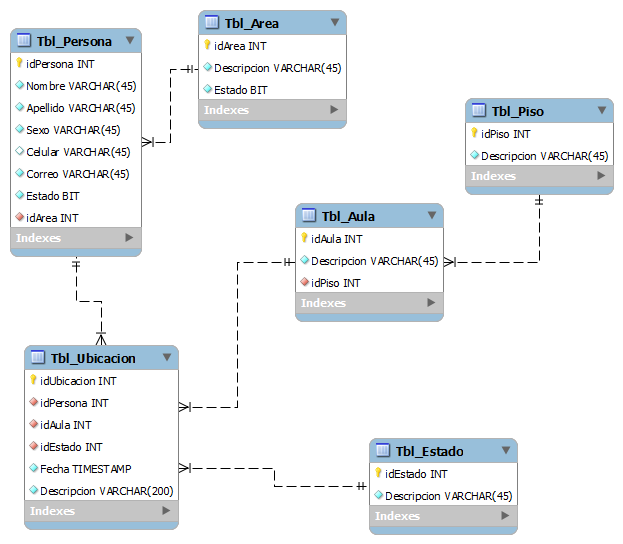 Tbl_Persona
idPersona INT
Nombre VARCHAR(45)
Apellido VARCHAR(45)
Sexo VARCHAR(45)
Celular VARCHAR(45)
Correo VARCHAR(45)
Estado BIT
idArea INT
Indexes
Tbl_Area
idArea INT
Descripcion VARCHAR(45)
Estado BIT
Indexes
Tbl_Piso
idPiso INT
Descripcion VARCHAR(45)
Indexes
Tbl_Aula
idAula INT
Descripcion VARCHAR(45)
idPiso INT
Indexes
Tbl_Ubicacion
idUbicacion INT
idPersona INT
idAula INT
idEstado INT
Fecha TIMESTAMP
Descripcion VARCHAR(200)
Indexes
Tbl_Estado
idEstado INT
Descripcion VARCHAR(45)
Indexes